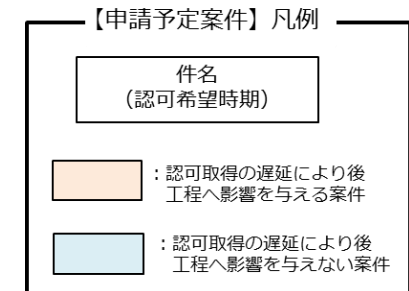 【申請予定案件】凡例
件名
（認可希望時期）
：認可取得の遅延により後
工程へ影響を与える案件
：認可取得の遅延により後
工程へ影響を与えない案件